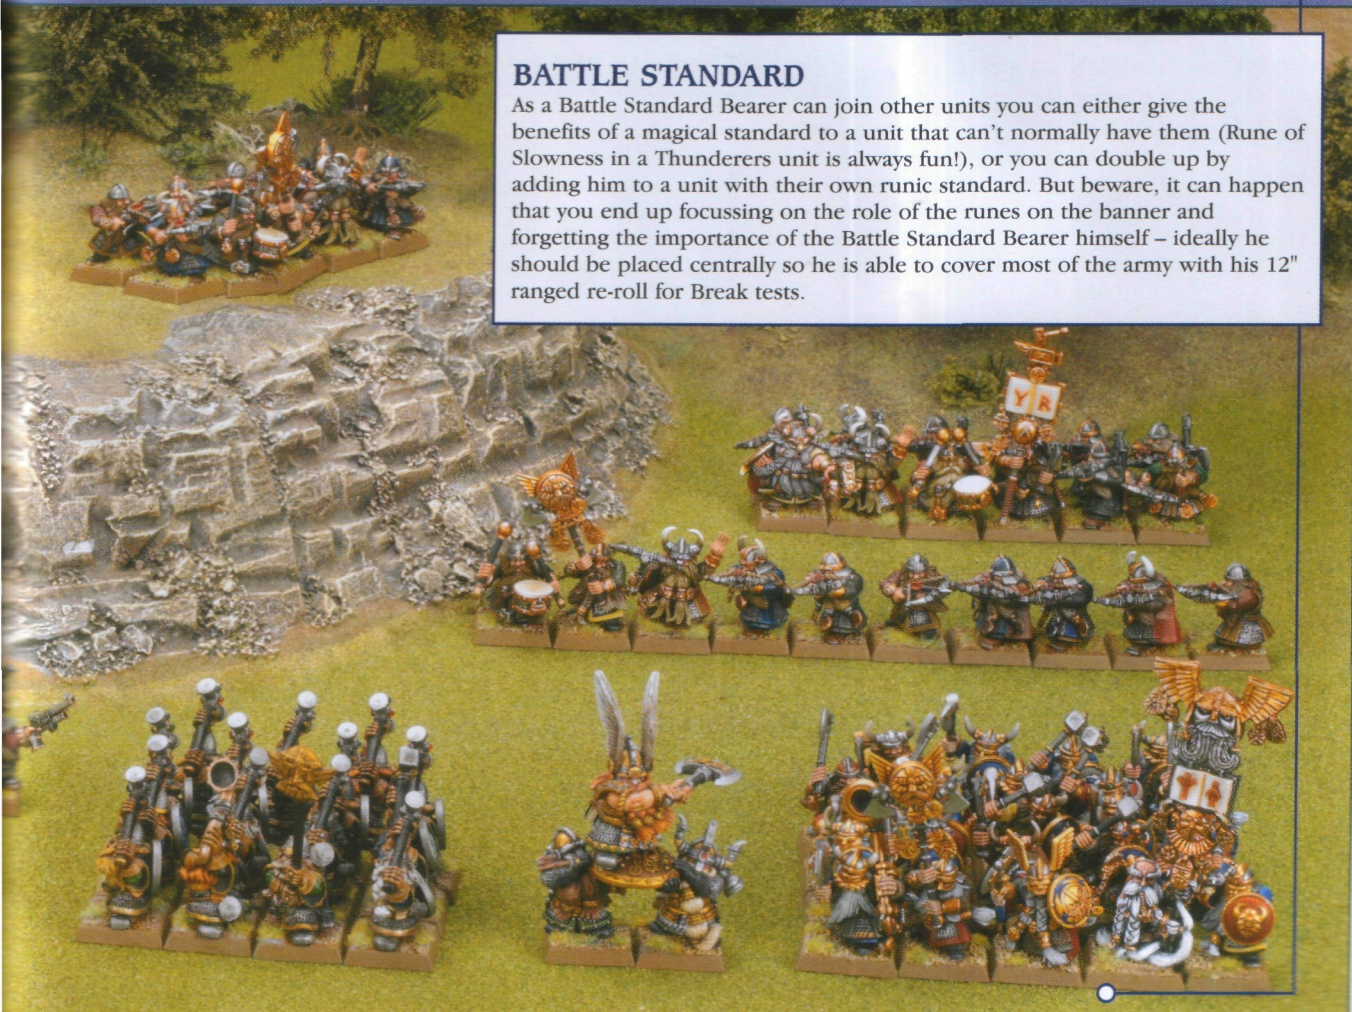 BATTLE STANDARD
As a Battle Standard Bearer can join other units you can either give the
benefits of a magical standard to a unit that can't normally have them (Rune of
Slowness in a Thunderers unit is always fun!), or you can double up by
adding him to a unit with their own runic standard. But beware, it can happen
that you end up focussing on the role of the runes on the banner and
forgetting the importance of the Battle Standard Bearer himself – ideally he
should be placed centrally so he is able to cover most of the army with his 12"
ranged re-roll for Break tests.
Y R